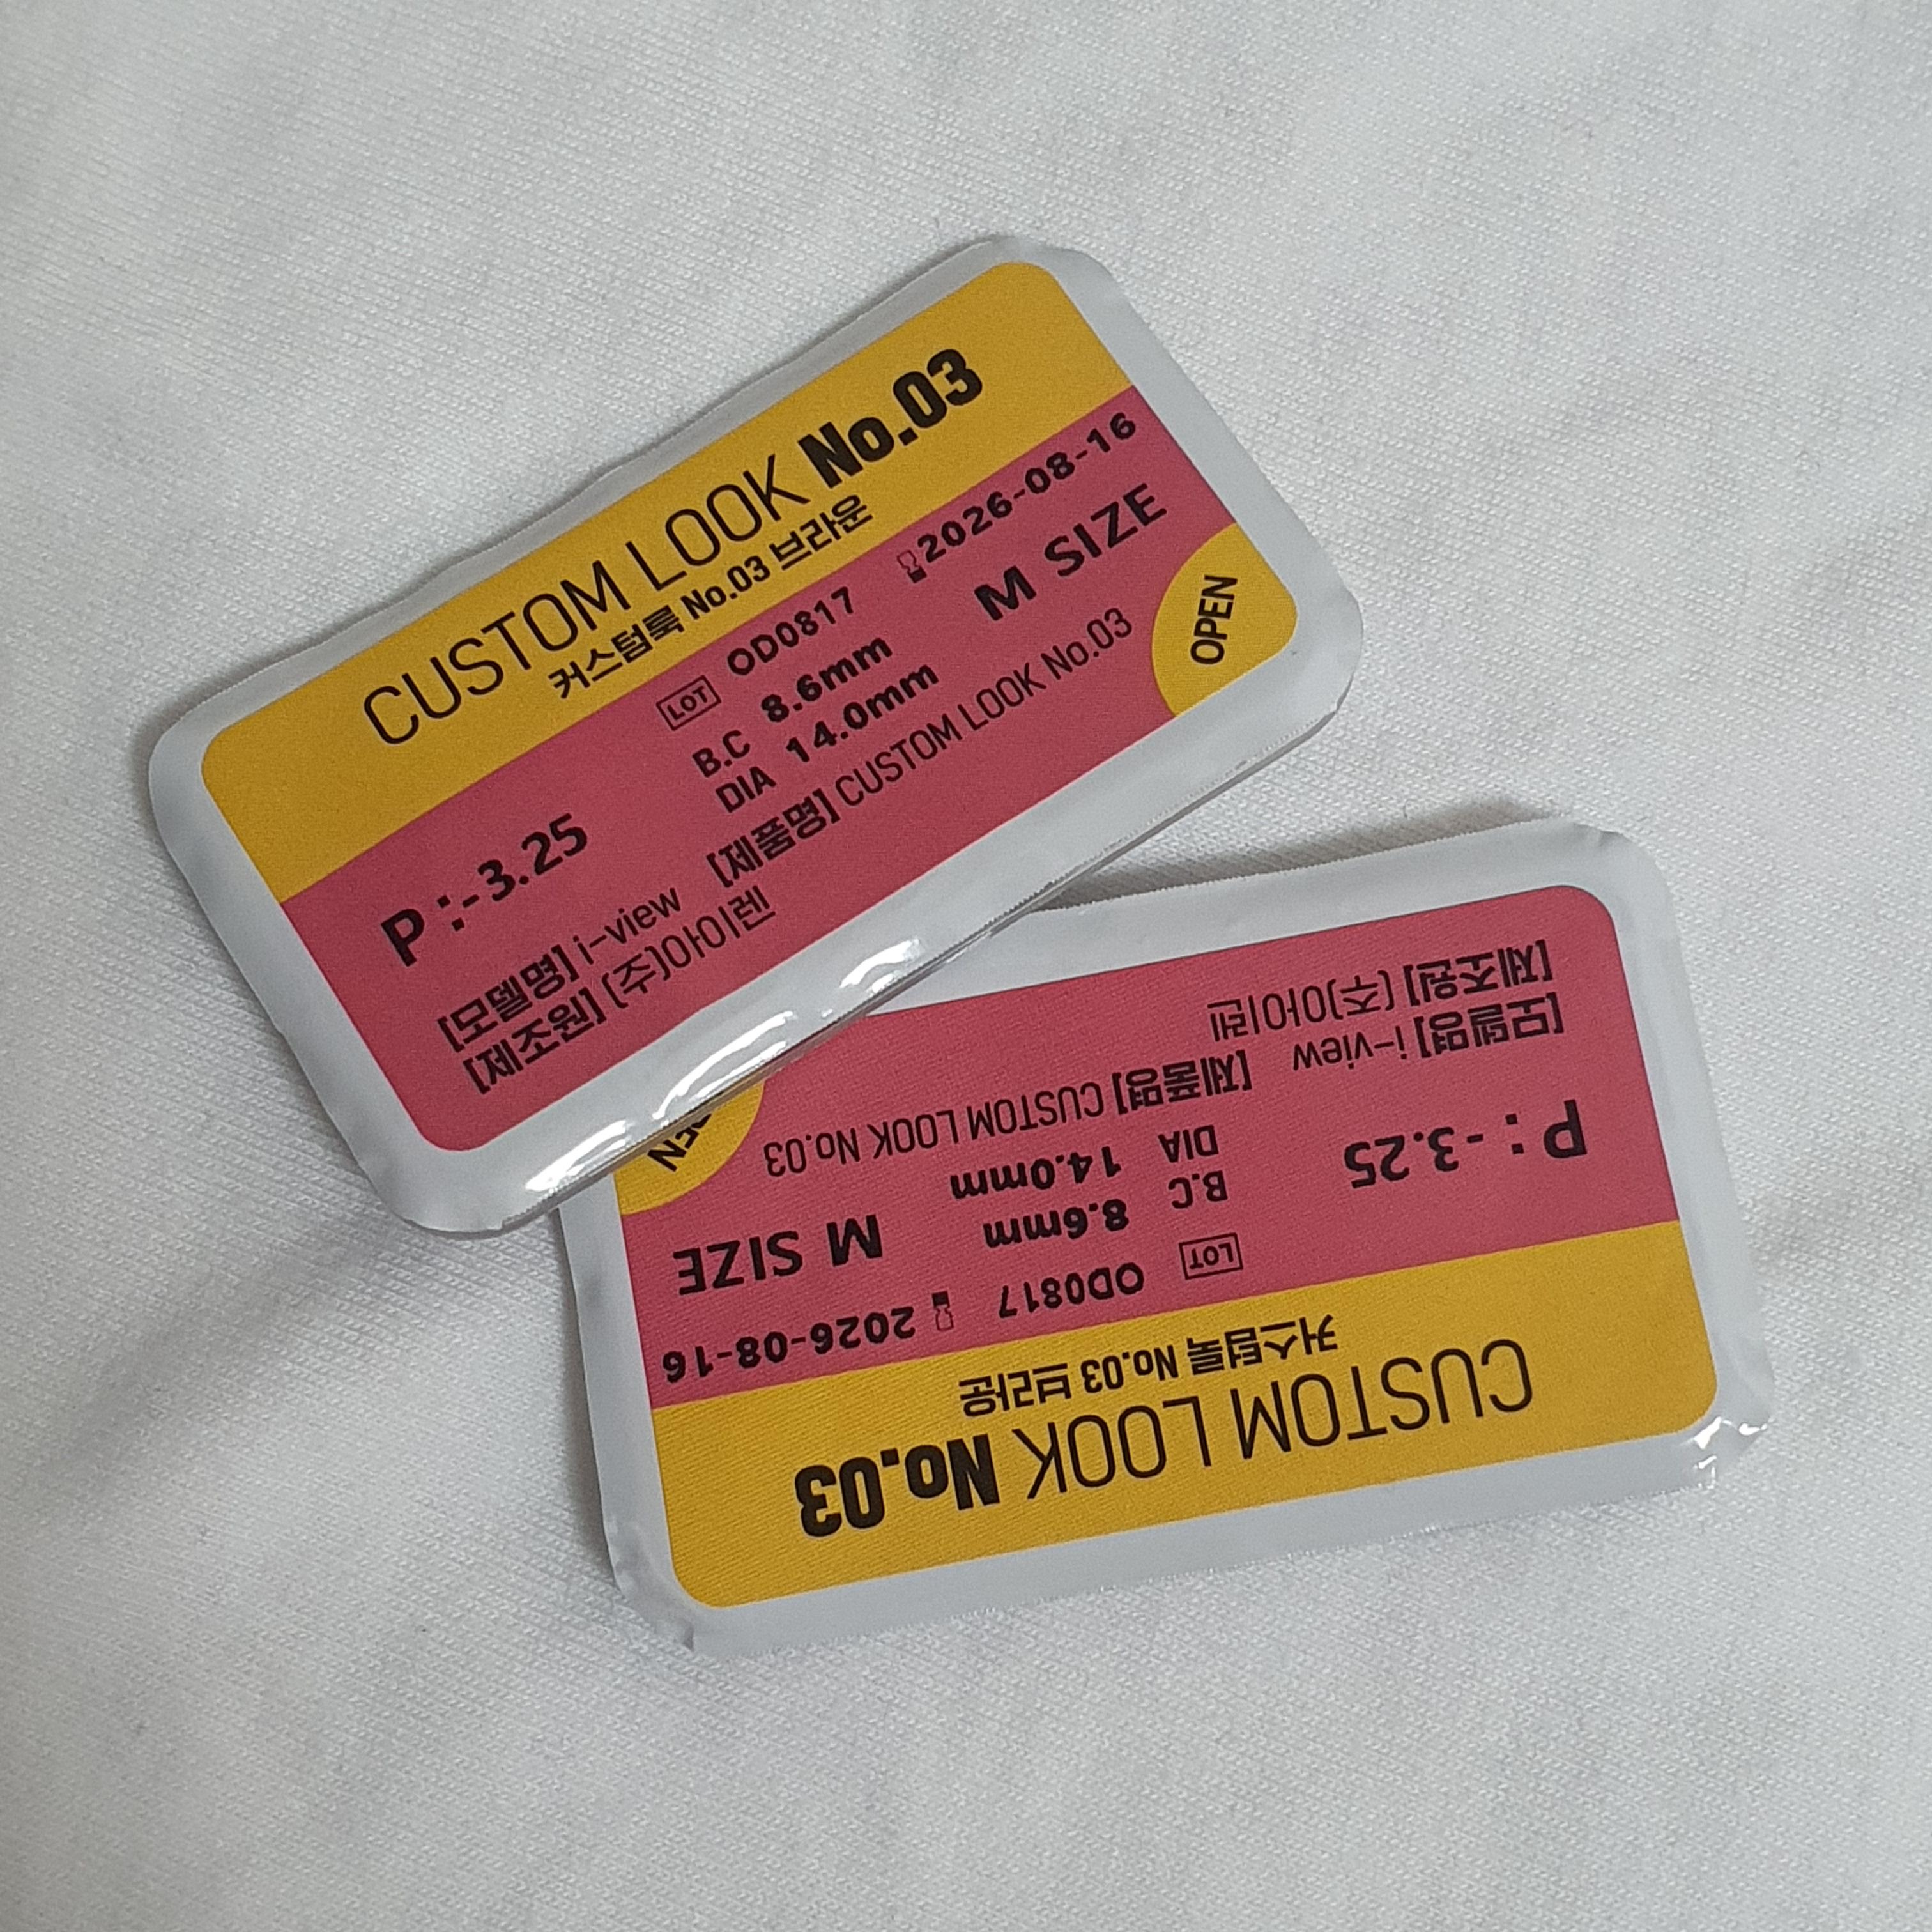 CUSTOM LOOK No.03
커스텀룩 No.03 브라운
LOT OD0817 2026-08-16
P :-3.25 B.C 8.6mm M SIZE
DIA 14.0mm
[모델명] i-view [제품명] CUSTOM LOOK No.03
[제조원] (주)아이렌
OPEN
CUSTOM LOOK No.03
커스텀룩 No.03 브라운
LOT OD0817 2026-08-16
P : -3.25 B.C 8.6mm M SIZE
DIA 14.0mm
[모델명] i-view [제품명] CUSTOM LOOK No.03
[제조원] (주)아이렌